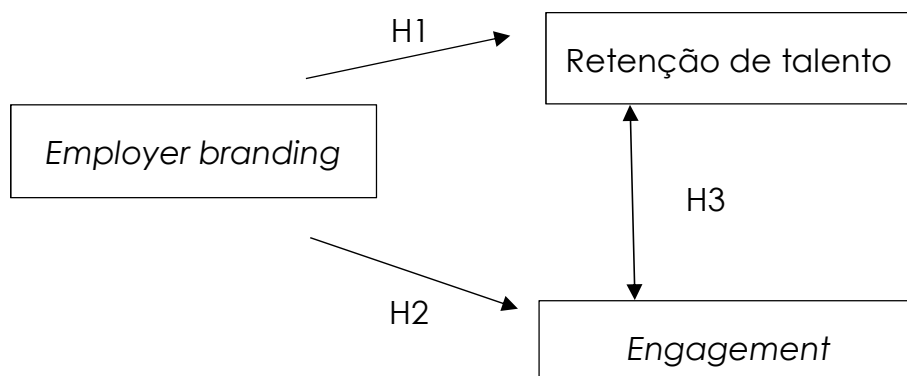 H1
Retenção de talento
Employer branding
H3
H2
Engagement